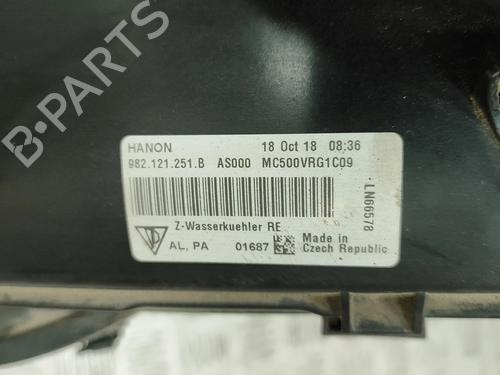 B-PARTS
HANON 18 Oct 18 08:36
982.121.251.B AS000 MC500VRG1C09
LN66578
Z-Wasserkuehler RE
AL, PA 01687 Made in
Czech Republic